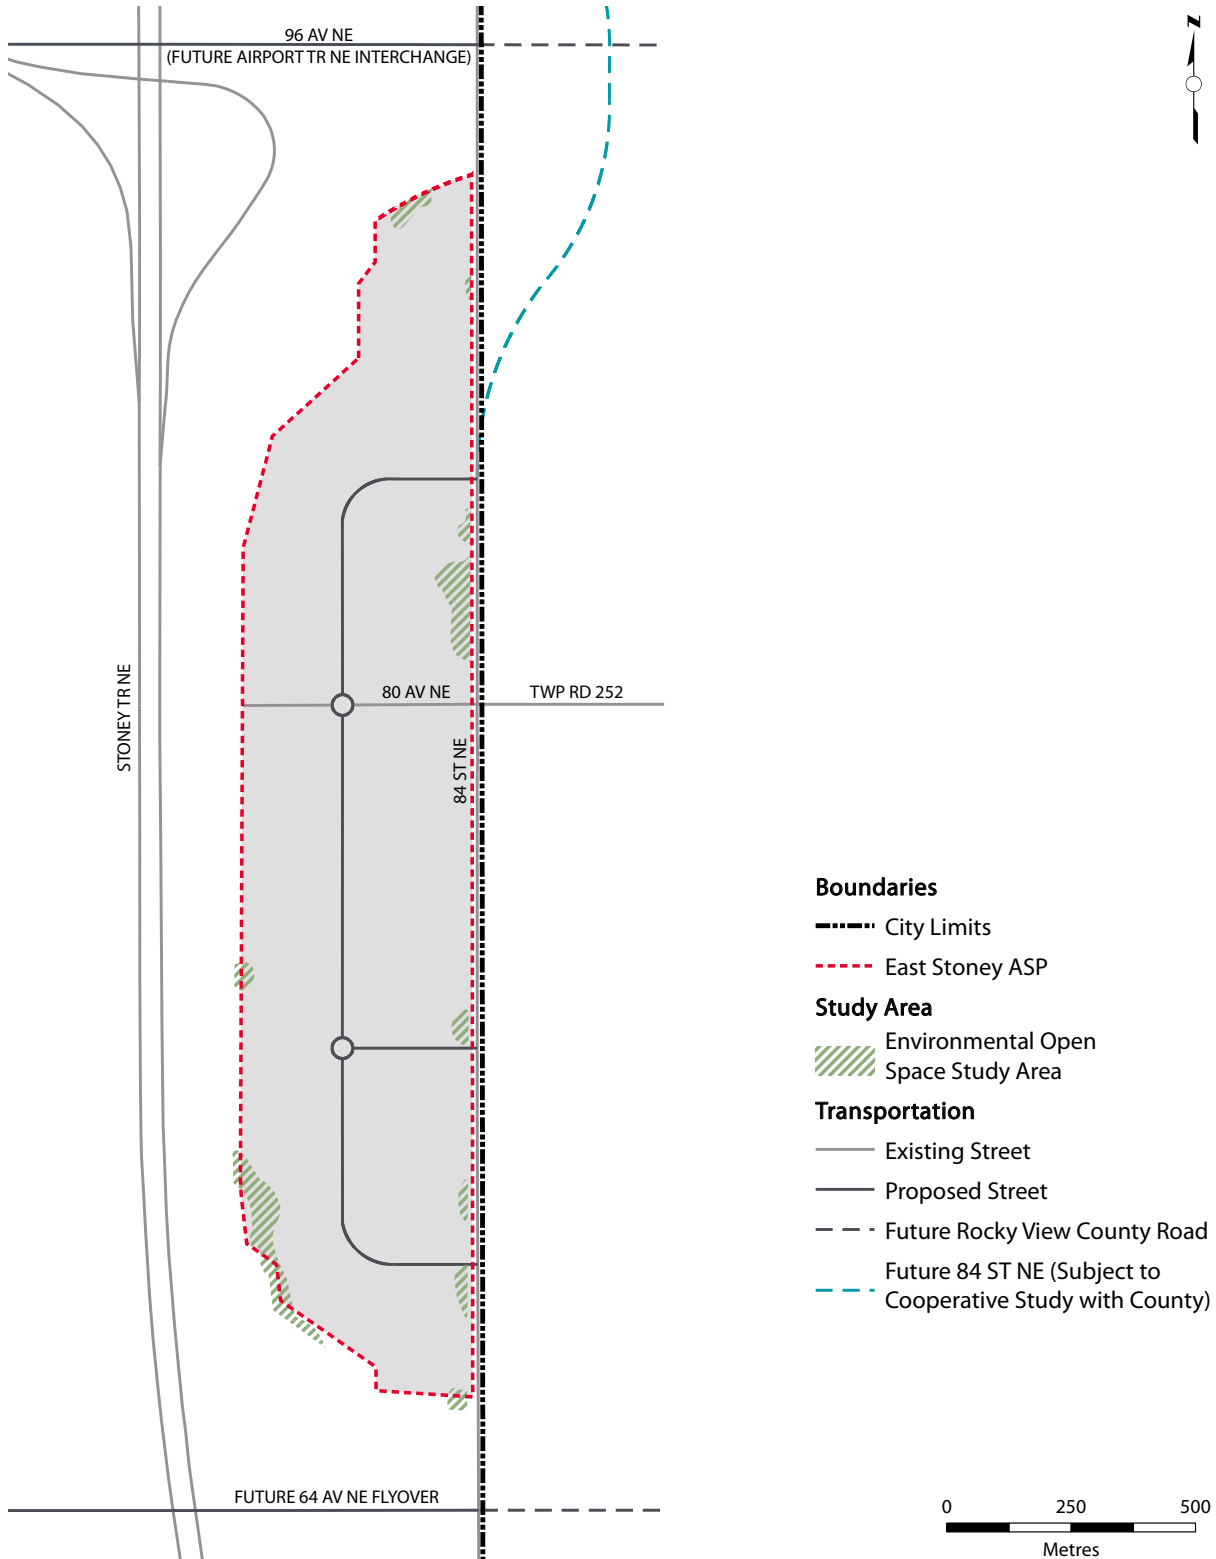 96 AV NE
(FUTURE AIRPORT TR NE INTERCHANGE)
N
STONEY TR NE
80 AV NE
TWP RD 252
84 ST NE
Boundaries
City Limits
East Stoney ASP
Study Area
Environmental Open
Space Study Area
Transportation
Existing Street
Proposed Street
Future Rocky View County Road
Future 84 ST NE (Subject to
Cooperative Study with County)
FUTURE 64 AV NE FLYOVER
0 250 500
Metres